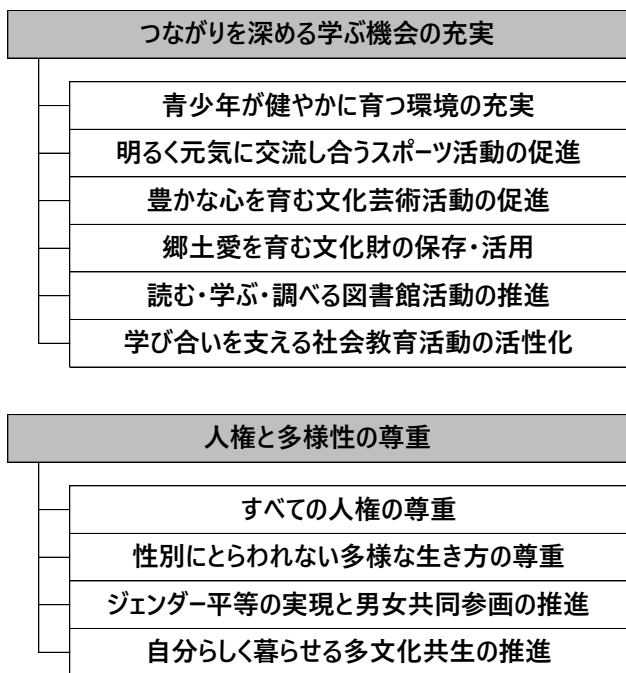 つながりを深める学ぶ機会の充実
青少年が健やかに育つ環境の充実
明るく元気に交流し合うスポーツ活動の促進
豊かな心を育む文化芸術活動の促進
郷土愛を育む文化財の保存・活用
読む・学ぶ・調べる図書館活動の推進
学び合いを支える社会教育活動の活性化
人権と多様性の尊重
すべての人権の尊重
性別にとらわれない多様な生き方の尊重
ジェンダー平等の実現と男女共同参画の推進
自分らしく暮らせる多文化共生の推進